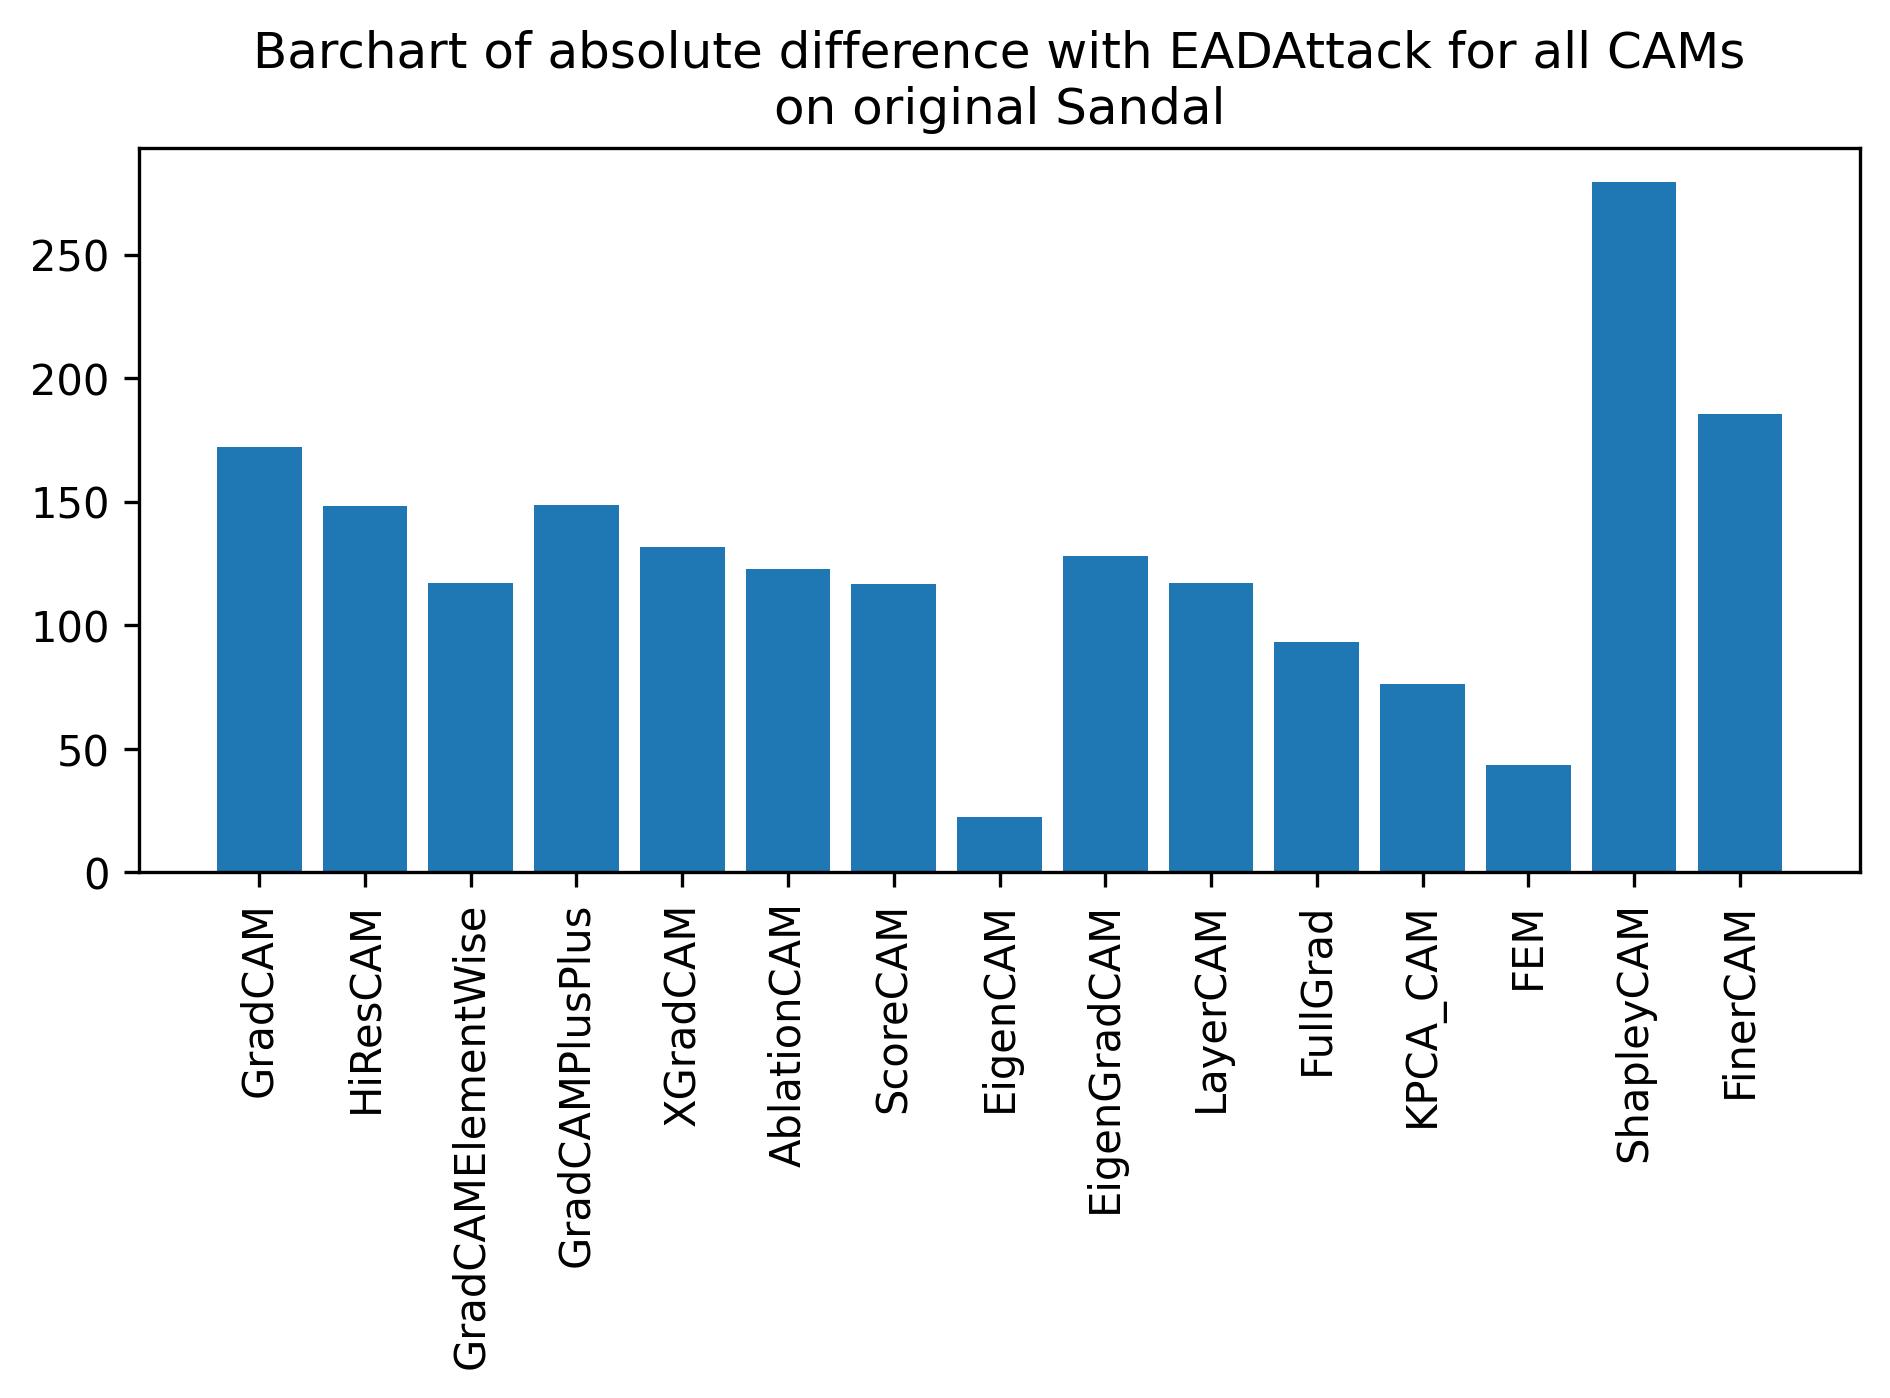 Barchart of absolute difference with EADAttack for all CAMs
on original Sandal
250
200
150
100
50
0
GradCAM
HiResCAM
GradCAMElementWise
GradCAMPlusPlus
XGradCAM
AblationCAM
ScoreCAM
EigenCAM
EigenGradCAM
LayerCAM
FullGrad
KPCA_CAM
FEM
ShapleyCAM
FinerCAM